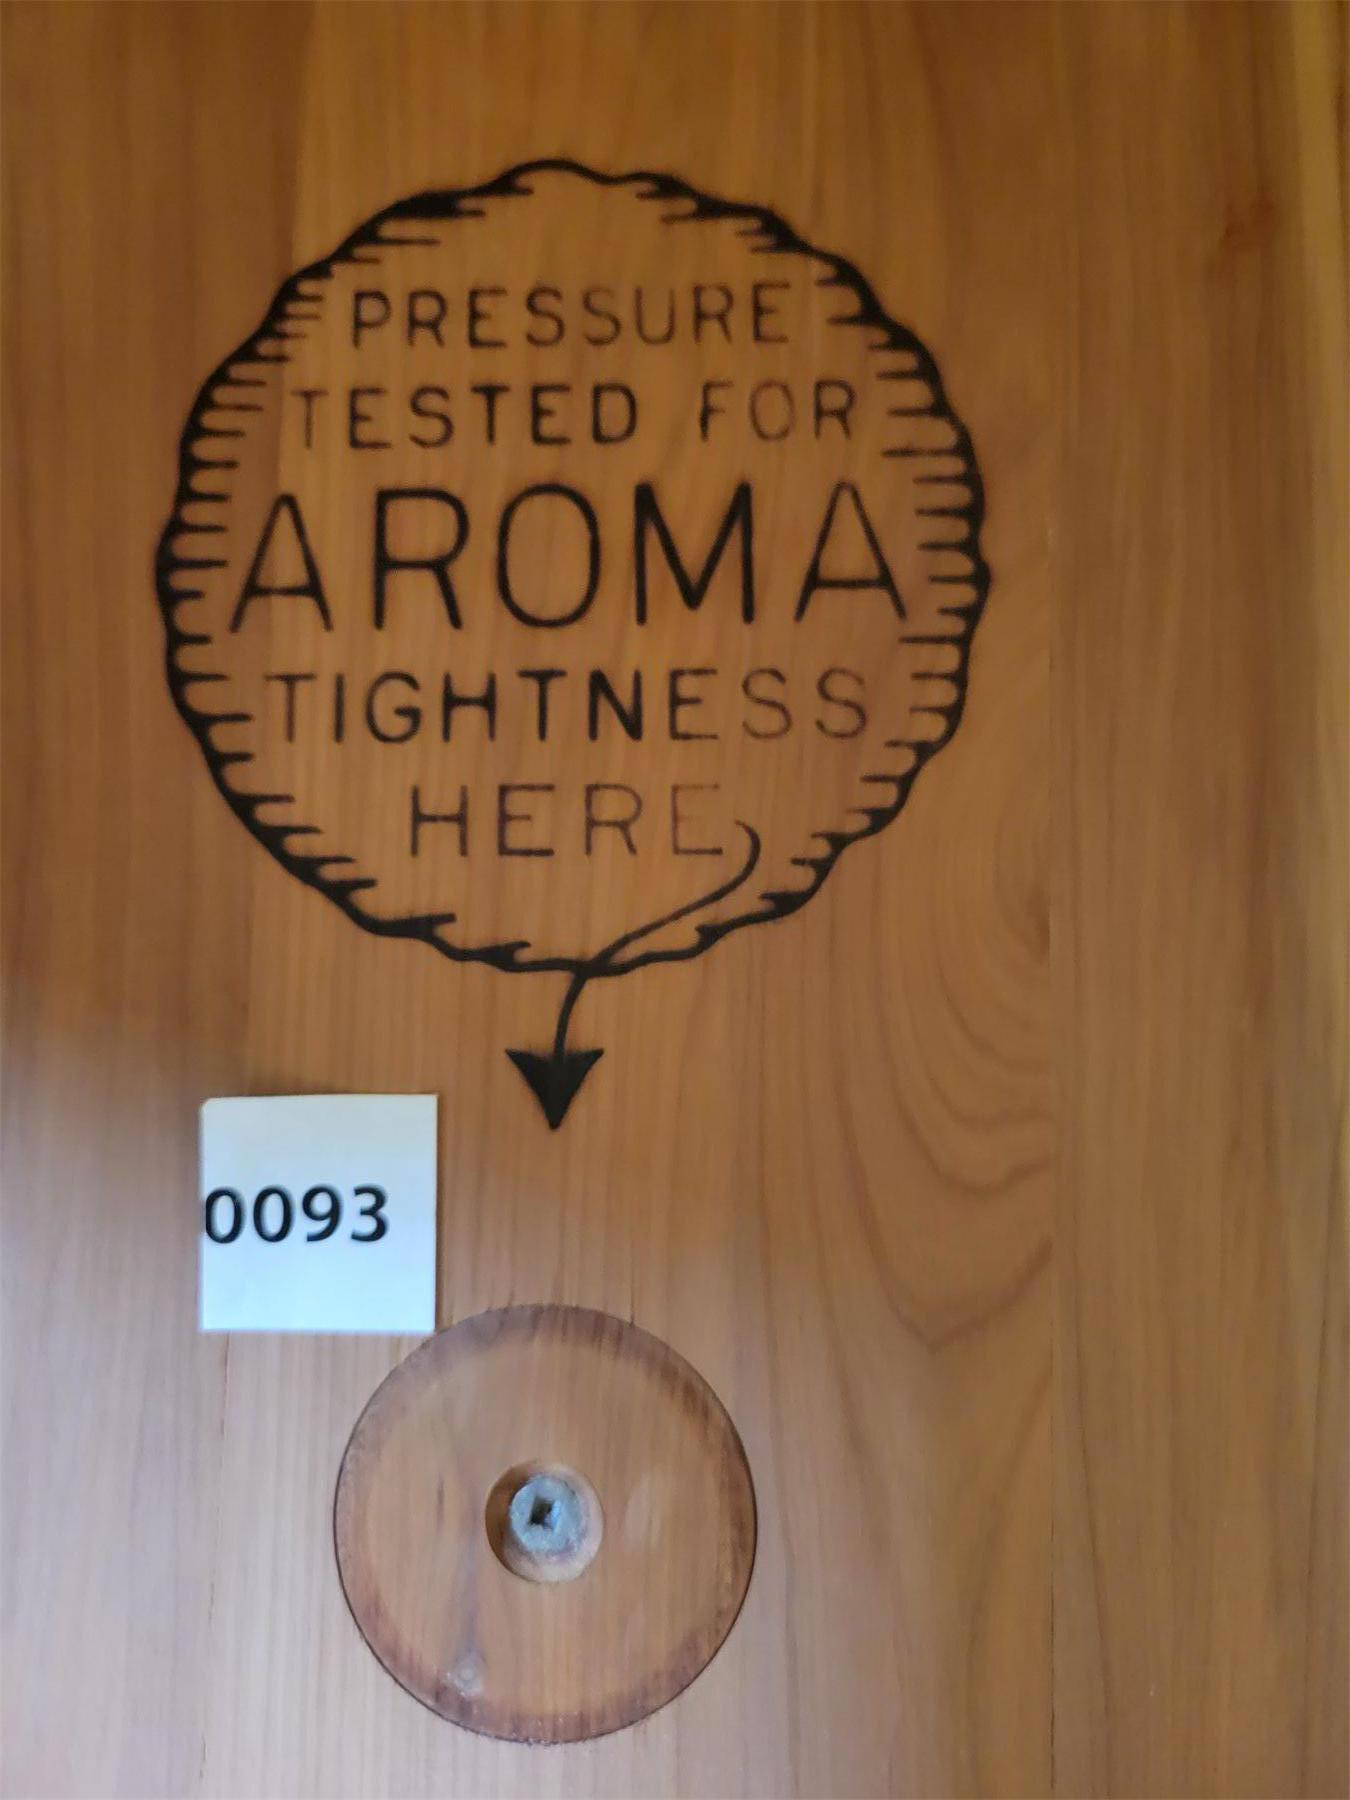 PRESSURE
TESTED FOR
AROMA
TIGHTNESS
HERE
0093